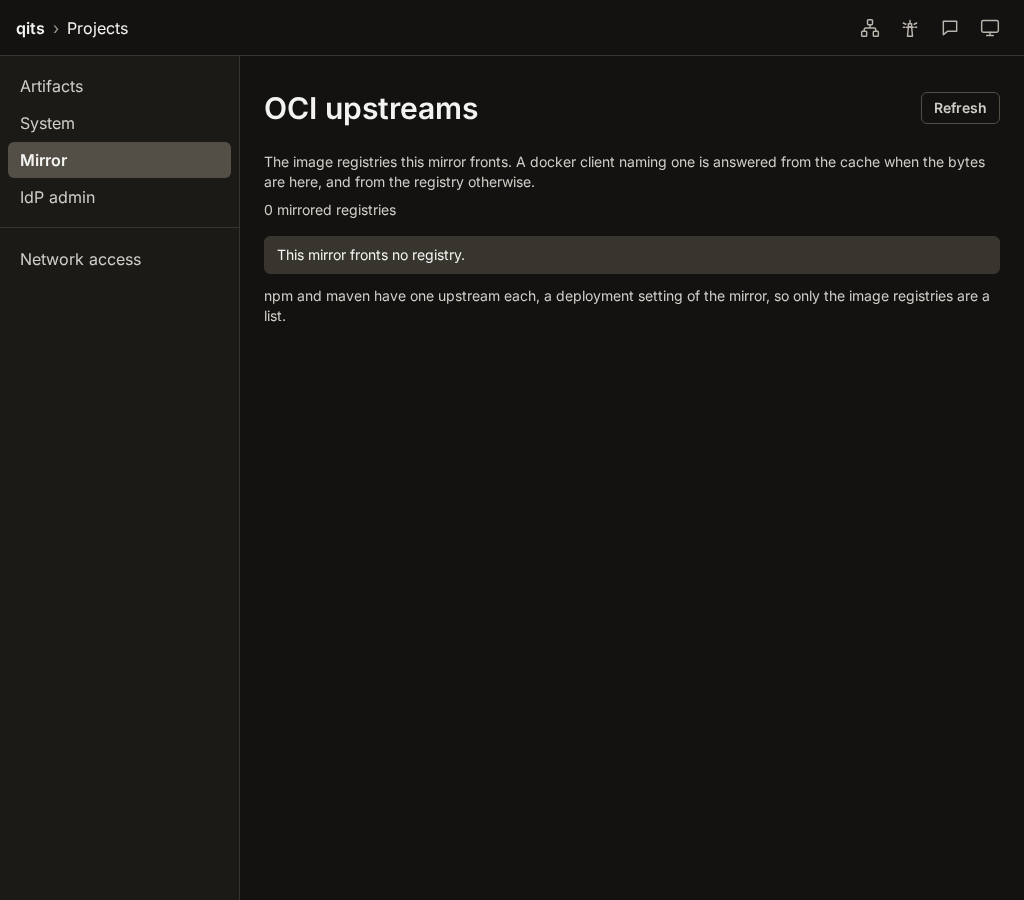 qits › Projects
Artifacts
System
Mirror
IdP admin
Network access
OCI upstreams
Refresh
The image registries this mirror fronts. A docker client naming one is answered from the cache when the bytes
are here, and from the registry otherwise.
0 mirrored registries
This mirror fronts no registry.
npm and maven have one upstream each, a deployment setting of the mirror, so only the image registries are a
list.